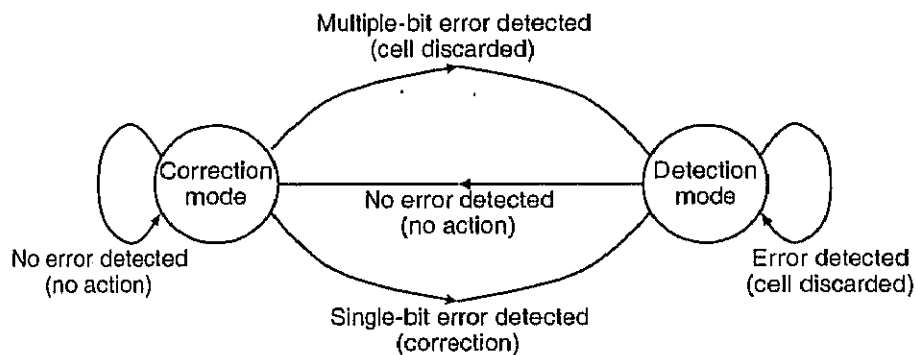 Multiple-bit error detected
(cell discarded)
Correction
mode
Detection
mode
No error detected
(no action)
No error detected
(no action)
Error detected
(cell discarded)
Single-bit error detected
(correction)